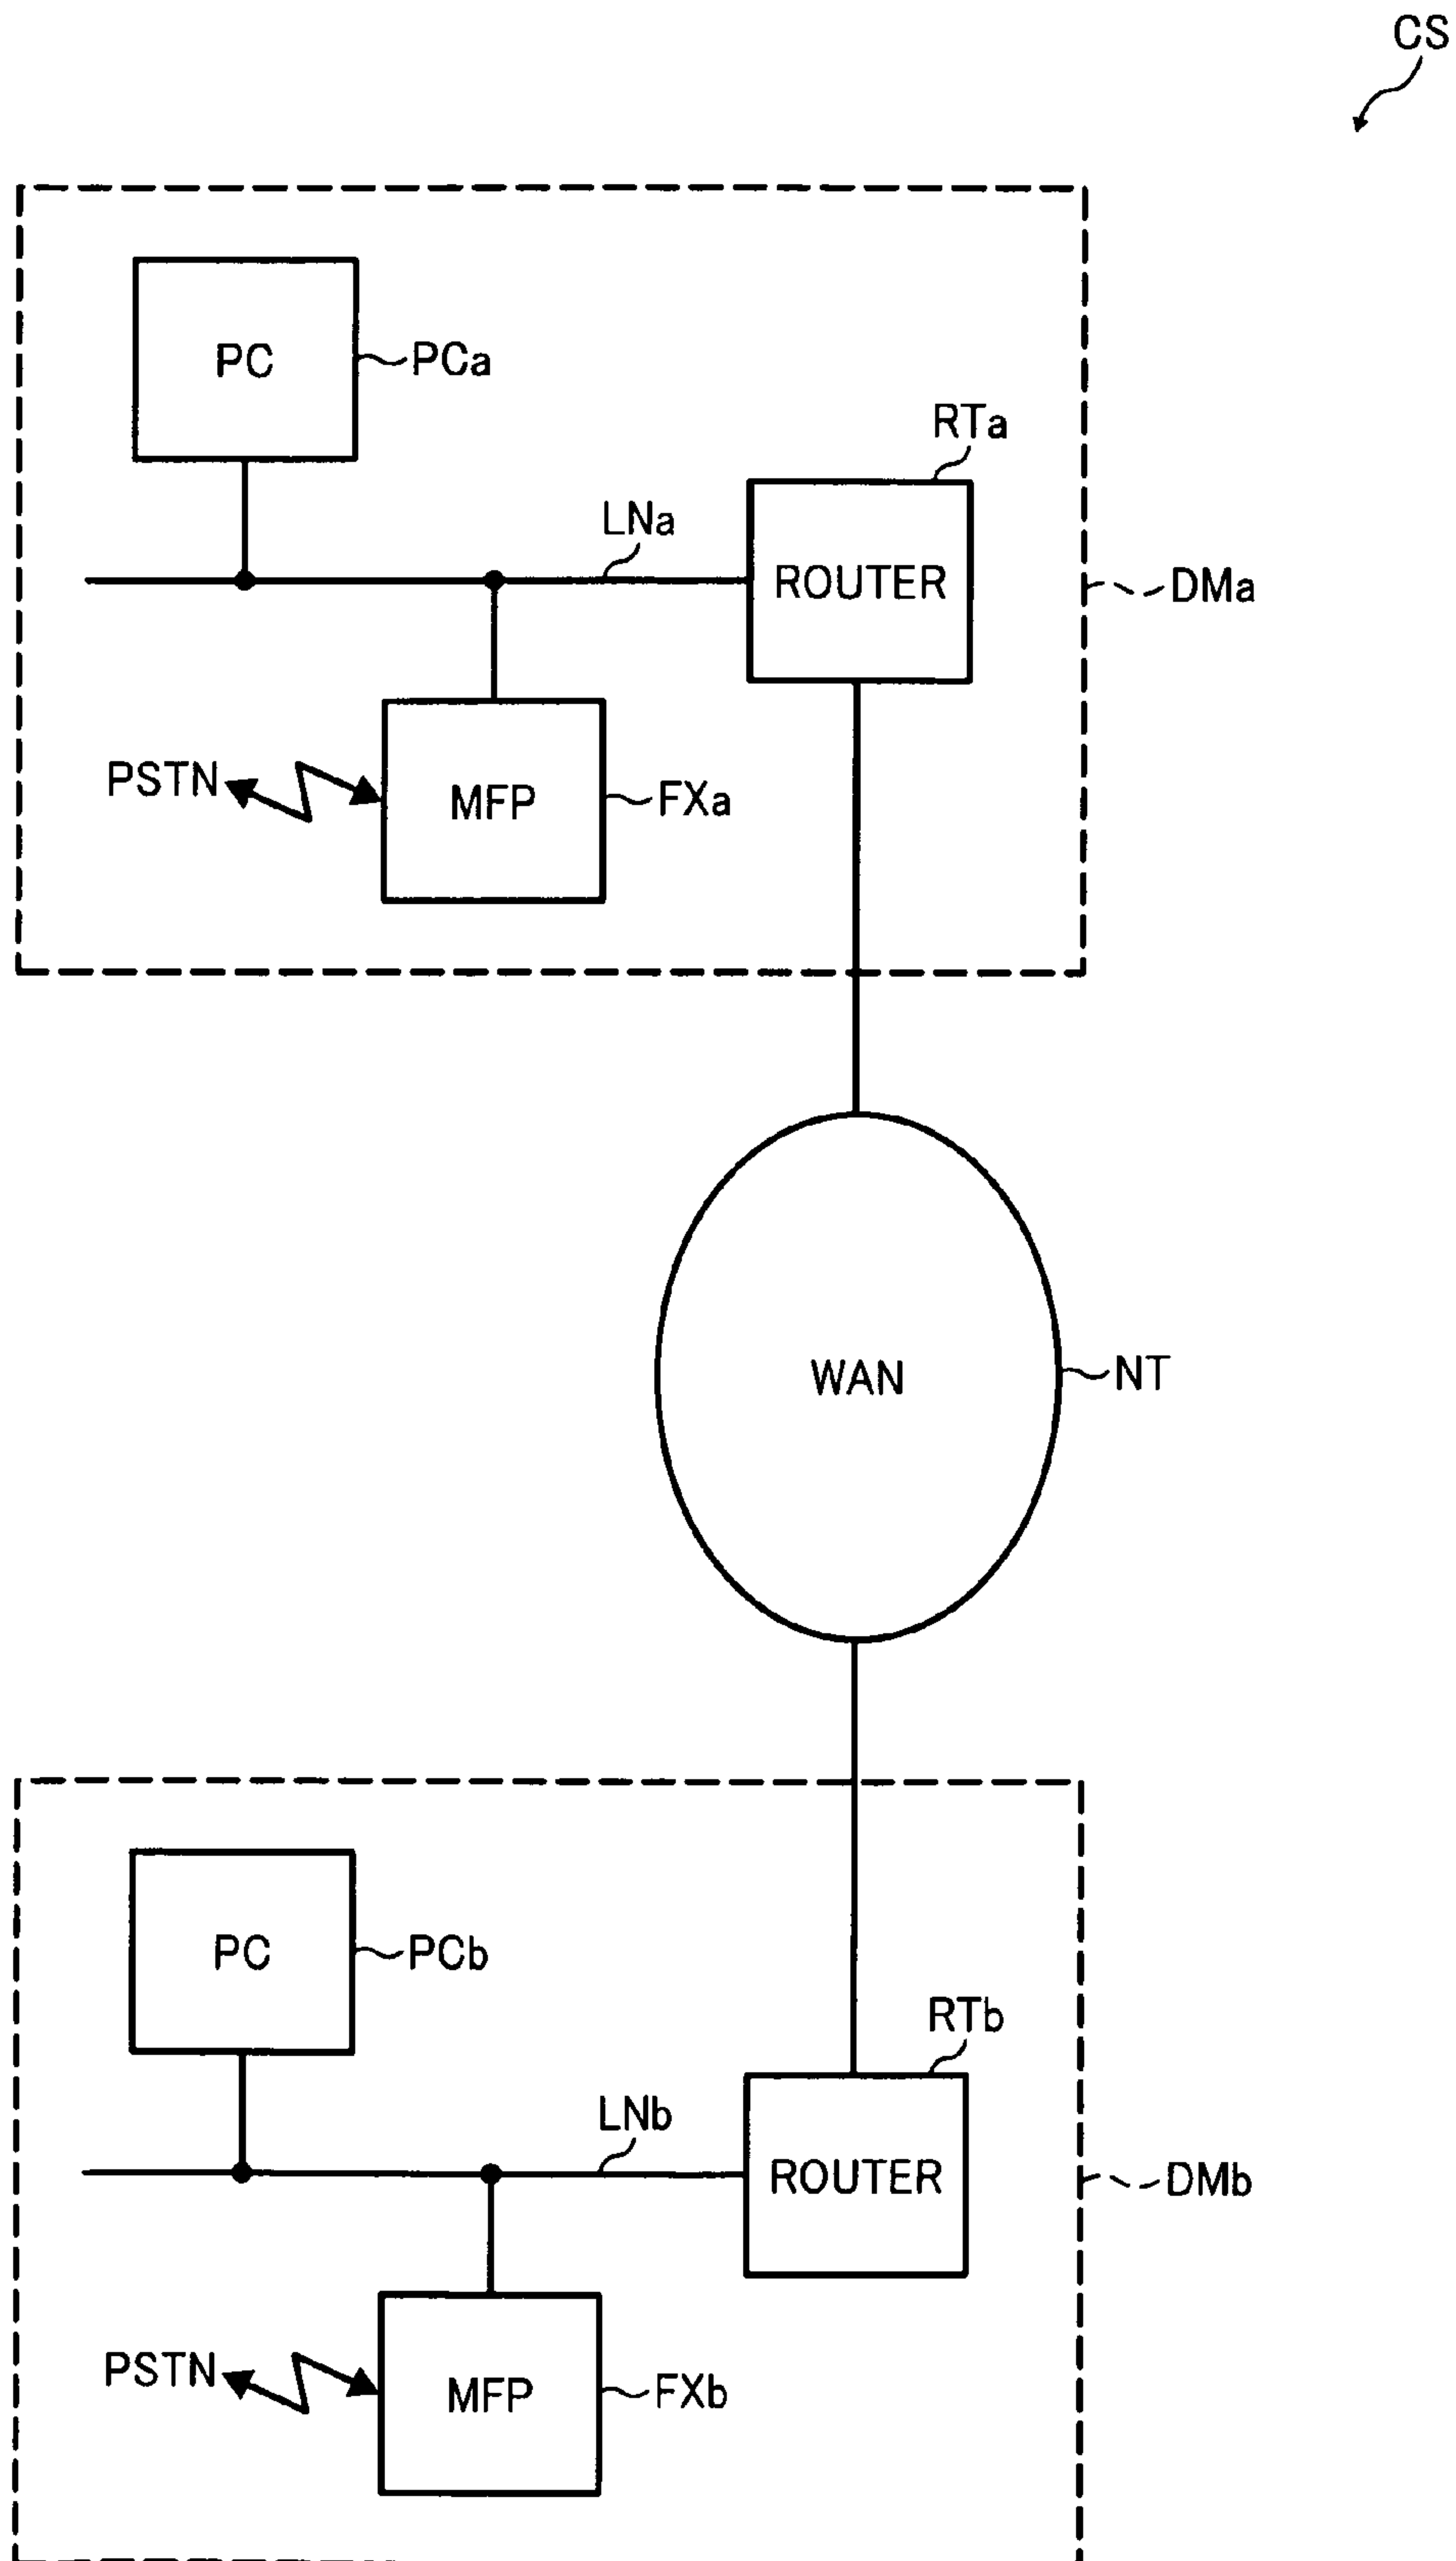 CS
PC
PCa
RTa
LNa
ROUTER
DMa
PSTN
MFP
FXa
WAN
NT
PC
PCb
RTb
LNb
ROUTER
DMb
PSTN
MFP
FXb